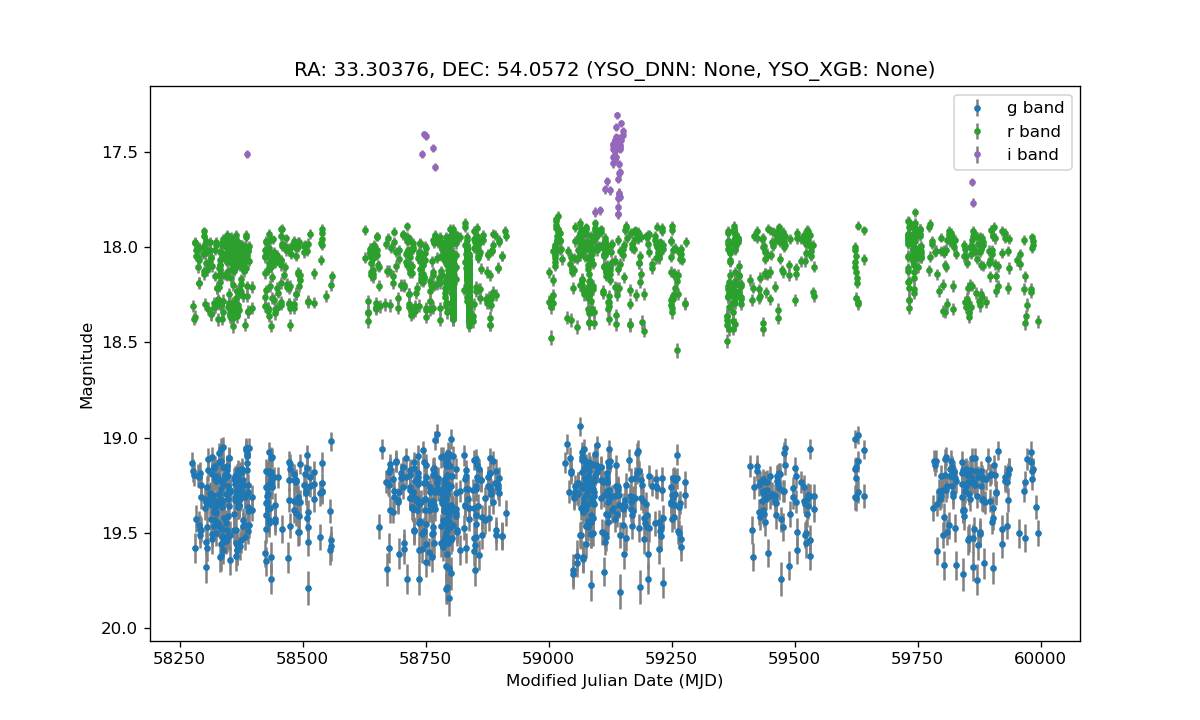 RA: 33.30376, DEC: 54.0572 (YSO_DNN: None, YSO_XGB: None)
g band
r band
i band
Magnitude
17.5
18.0
18.5
19.0
19.5
20.0
58250 58500 58750 59000 59250 59500 59750 60000
Modified Julian Date (MJD)